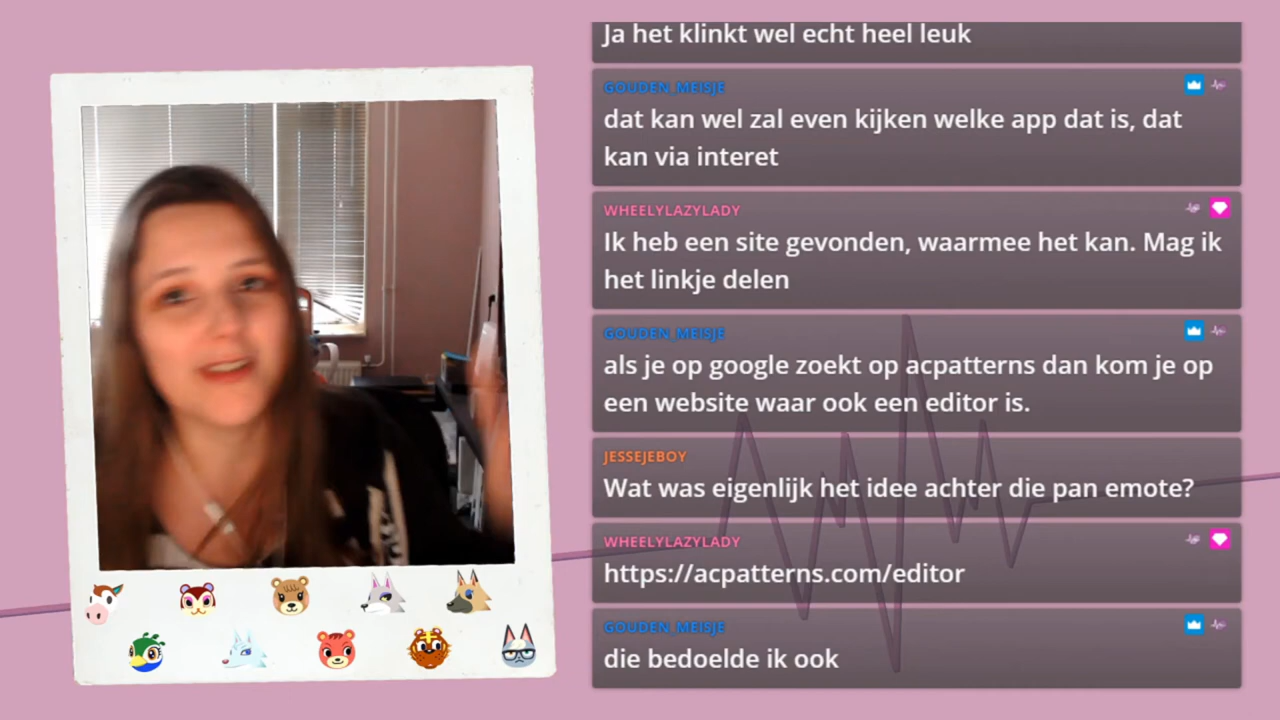 Ja het klinkt wel echt heel leuk
GOUDEN_MEISJE
dat kan wel zal even kijken welke app dat is, dat
kan via interet
WHEELYLAZYLADY
Ik heb een site gevonden, waarmee het kan. Mag ik
het linkje delen
GOUDEN_MEISJE
als je op google zoekt op acpatterns dan kom je op
een website waar ook een editor is.
JESSEJEBOY
Wat was eigenlijk het idee achter die pan emote?
WHEELYLAZYLADY
https://acpatterns.com/editor
GOUDEN_MEISJE
die bedoelde ik ook